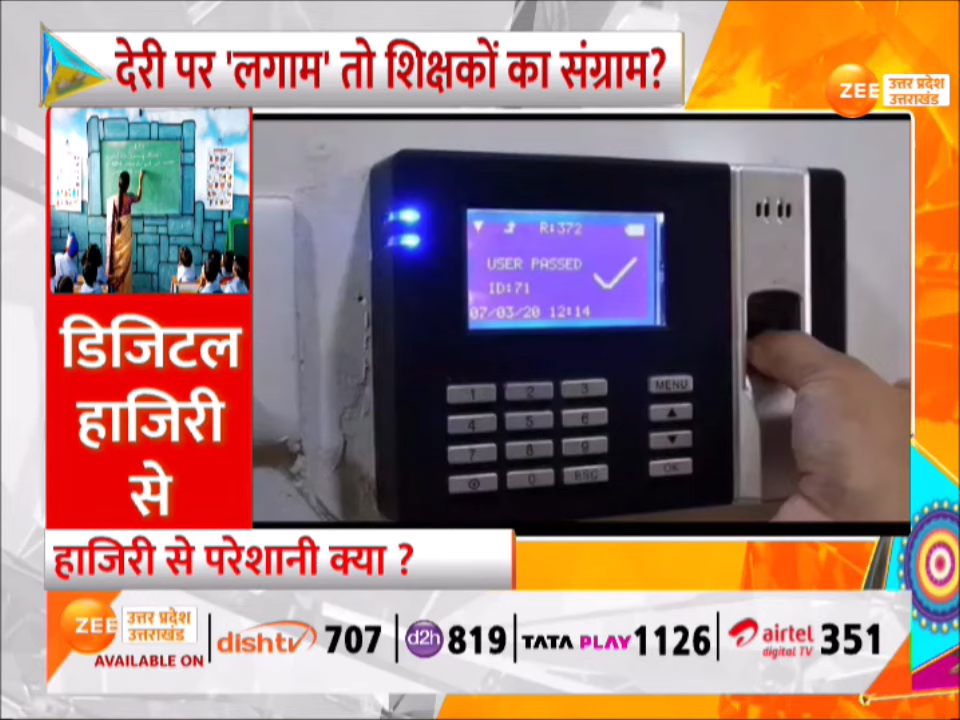 देरी पर 'लगाम' तो शिक्षकों का संग्राम?
ZEE उत्तर प्रदेश
उत्तराखंड
R:372
USER PASSED
ID:71
07/03/20 12:14
1 2 3 MENU
4 5 6
7 8 9
0 ESC OK
डिजिटल
हाजिरी
से
हाजिरी से परेशानी क्या ?
ZEE उत्तर प्रदेश
उत्तराखंड
AVAILABLE ON
dishtv 707
d2h 819
TATA PLAY 1126
airtel
digital TV 351